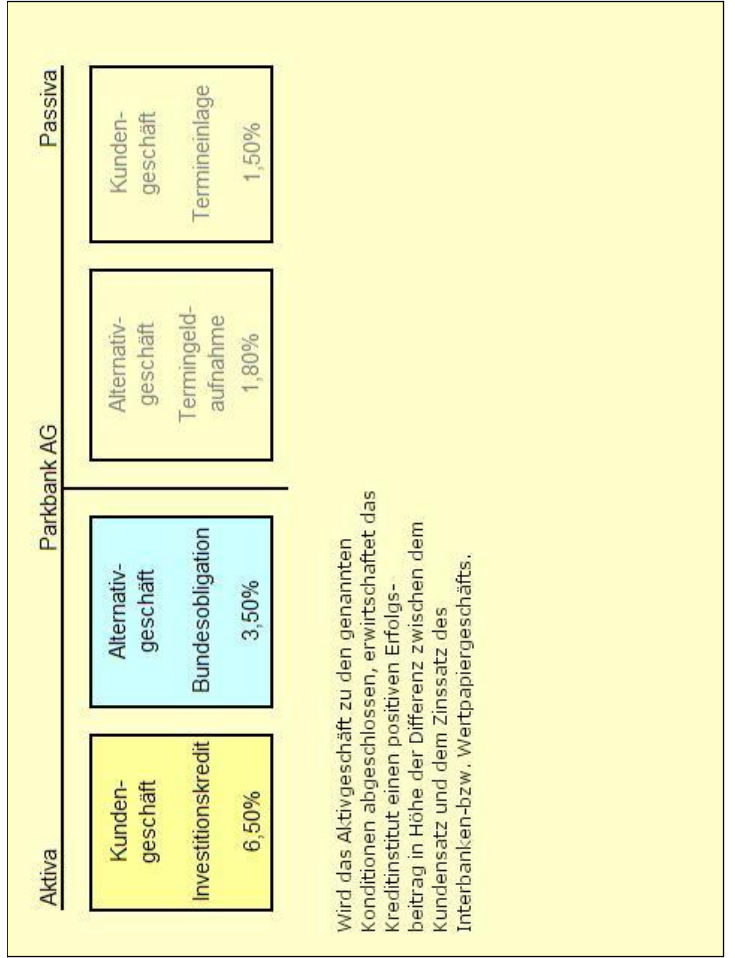 Aktiva Parkbank AG Passiva
Kunden-
geschäft
Investitionskredit
6,50%
Alternativ-
geschäft
Bundesobligation
3,50%
Alternativ-
geschäft
Termingeld-
aufnahme
1,80%
Kunden-
geschäft
Termineinlage
1,50%
Wird das Aktivgeschäft zu den genannten
Konditionen abgeschlossen, erwirtschaftet das
Kreditinstitut einen positiven Erfolgs-
beitrag in Höhe der Differenz zwischen dem
Kundensatz und dem Zinssatz des
Interbanken-bzw. Wertpapiergeschäfts.